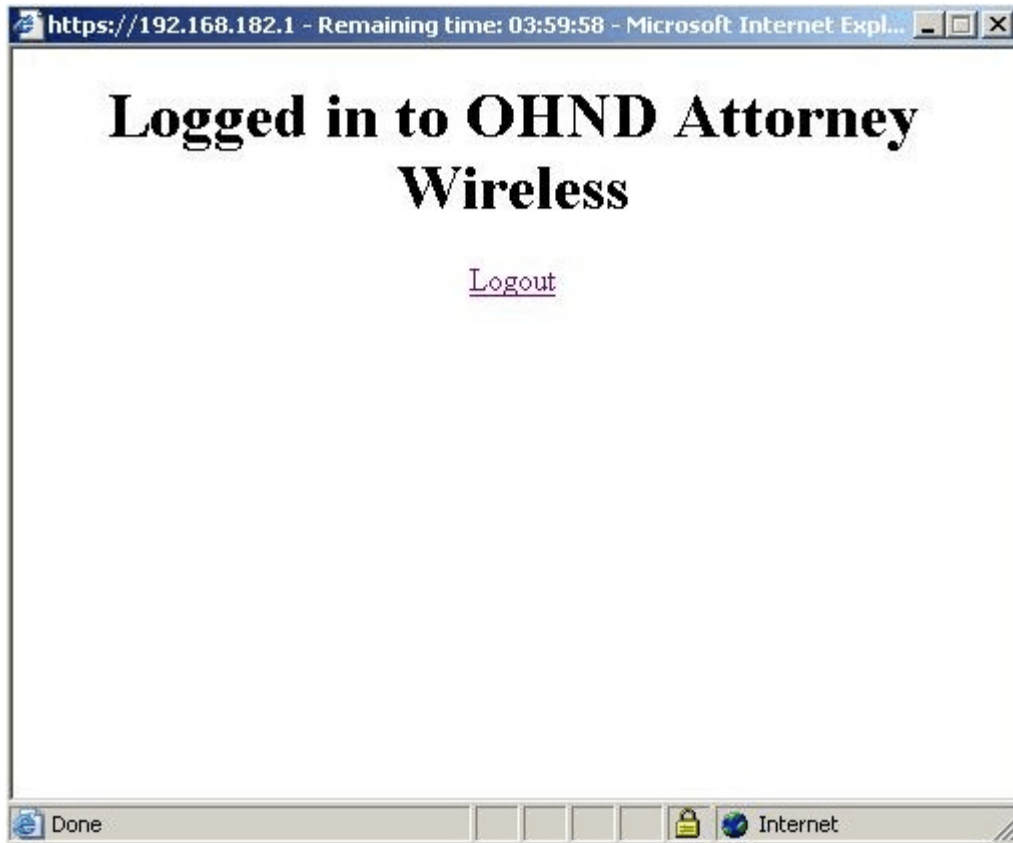 https://192.168.182.1 - Remaining time: 03:59:58 - Microsoft Internet Expl...
Logged in to OHND Attorney
Wireless
Logout
Done
Internet